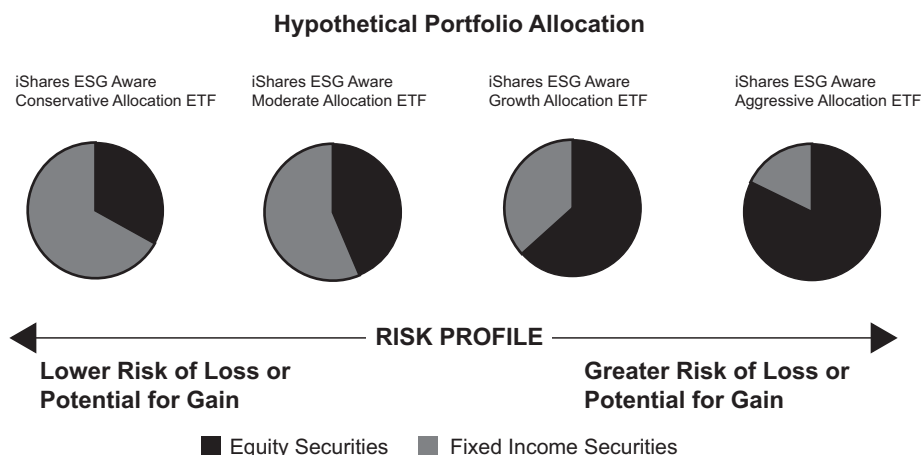 Hypothetical Portfolio Allocation
iShares ESG Aware
Conservative Allocation ETF
iShares ESG Aware
Moderate Allocation ETF
iShares ESG Aware
Growth Allocation ETF
iShares ESG Aware
Aggressive Allocation ETF
RISK PROFILE
Lower Risk of Loss or
Potential for Gain
Greater Risk of Loss or
Potential for Gain
Equity Securities
Fixed Income Securities